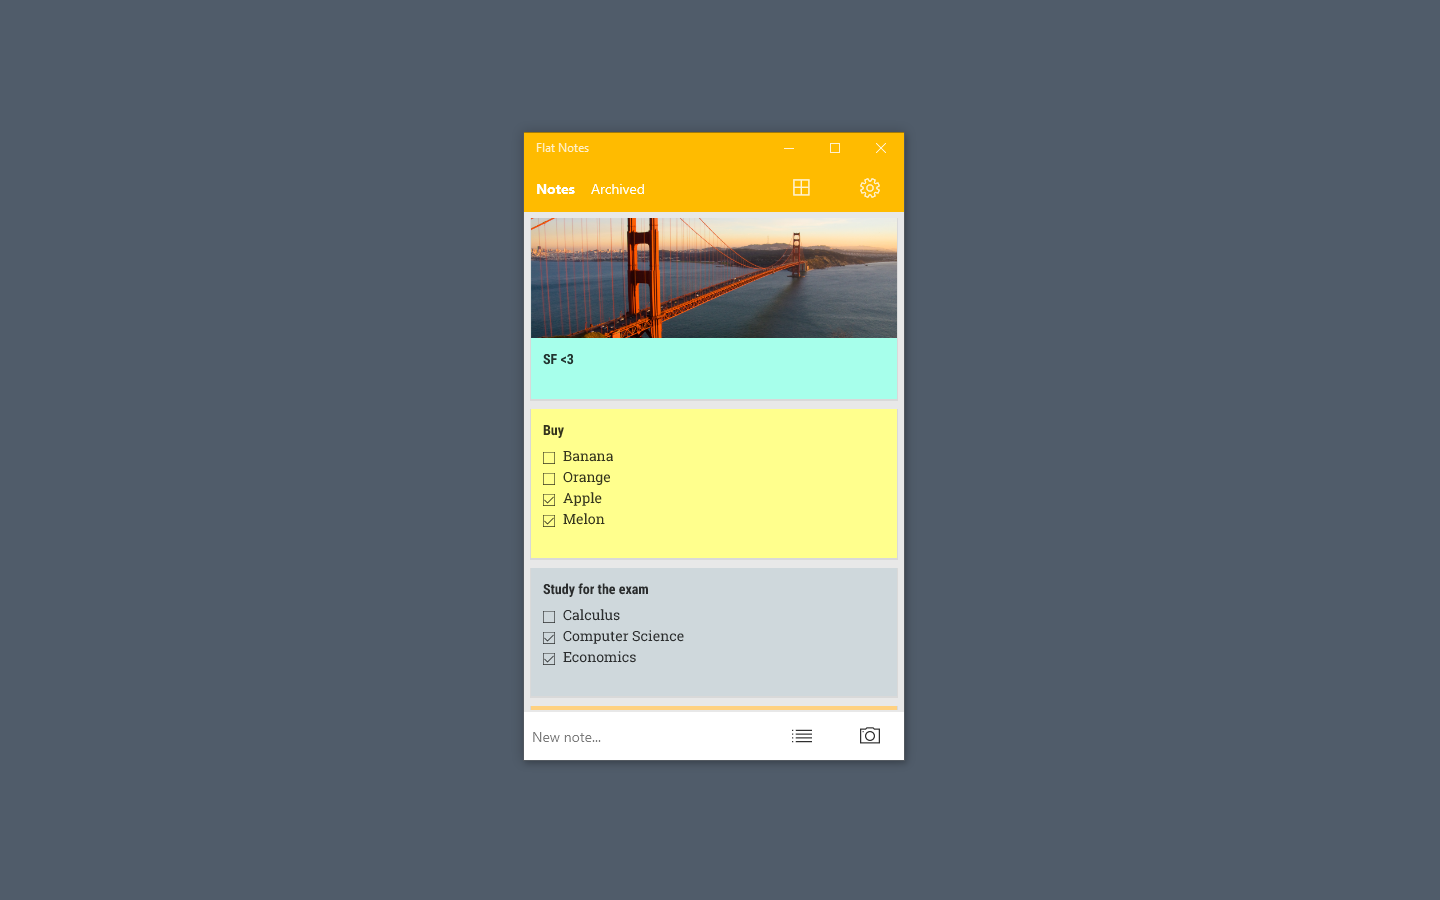 Flat Notes
Notes Archived
SF <3
Buy
Banana
Orange
Apple
Melon
Study for the exam
Calculus
Computer Science
Economics
New note...